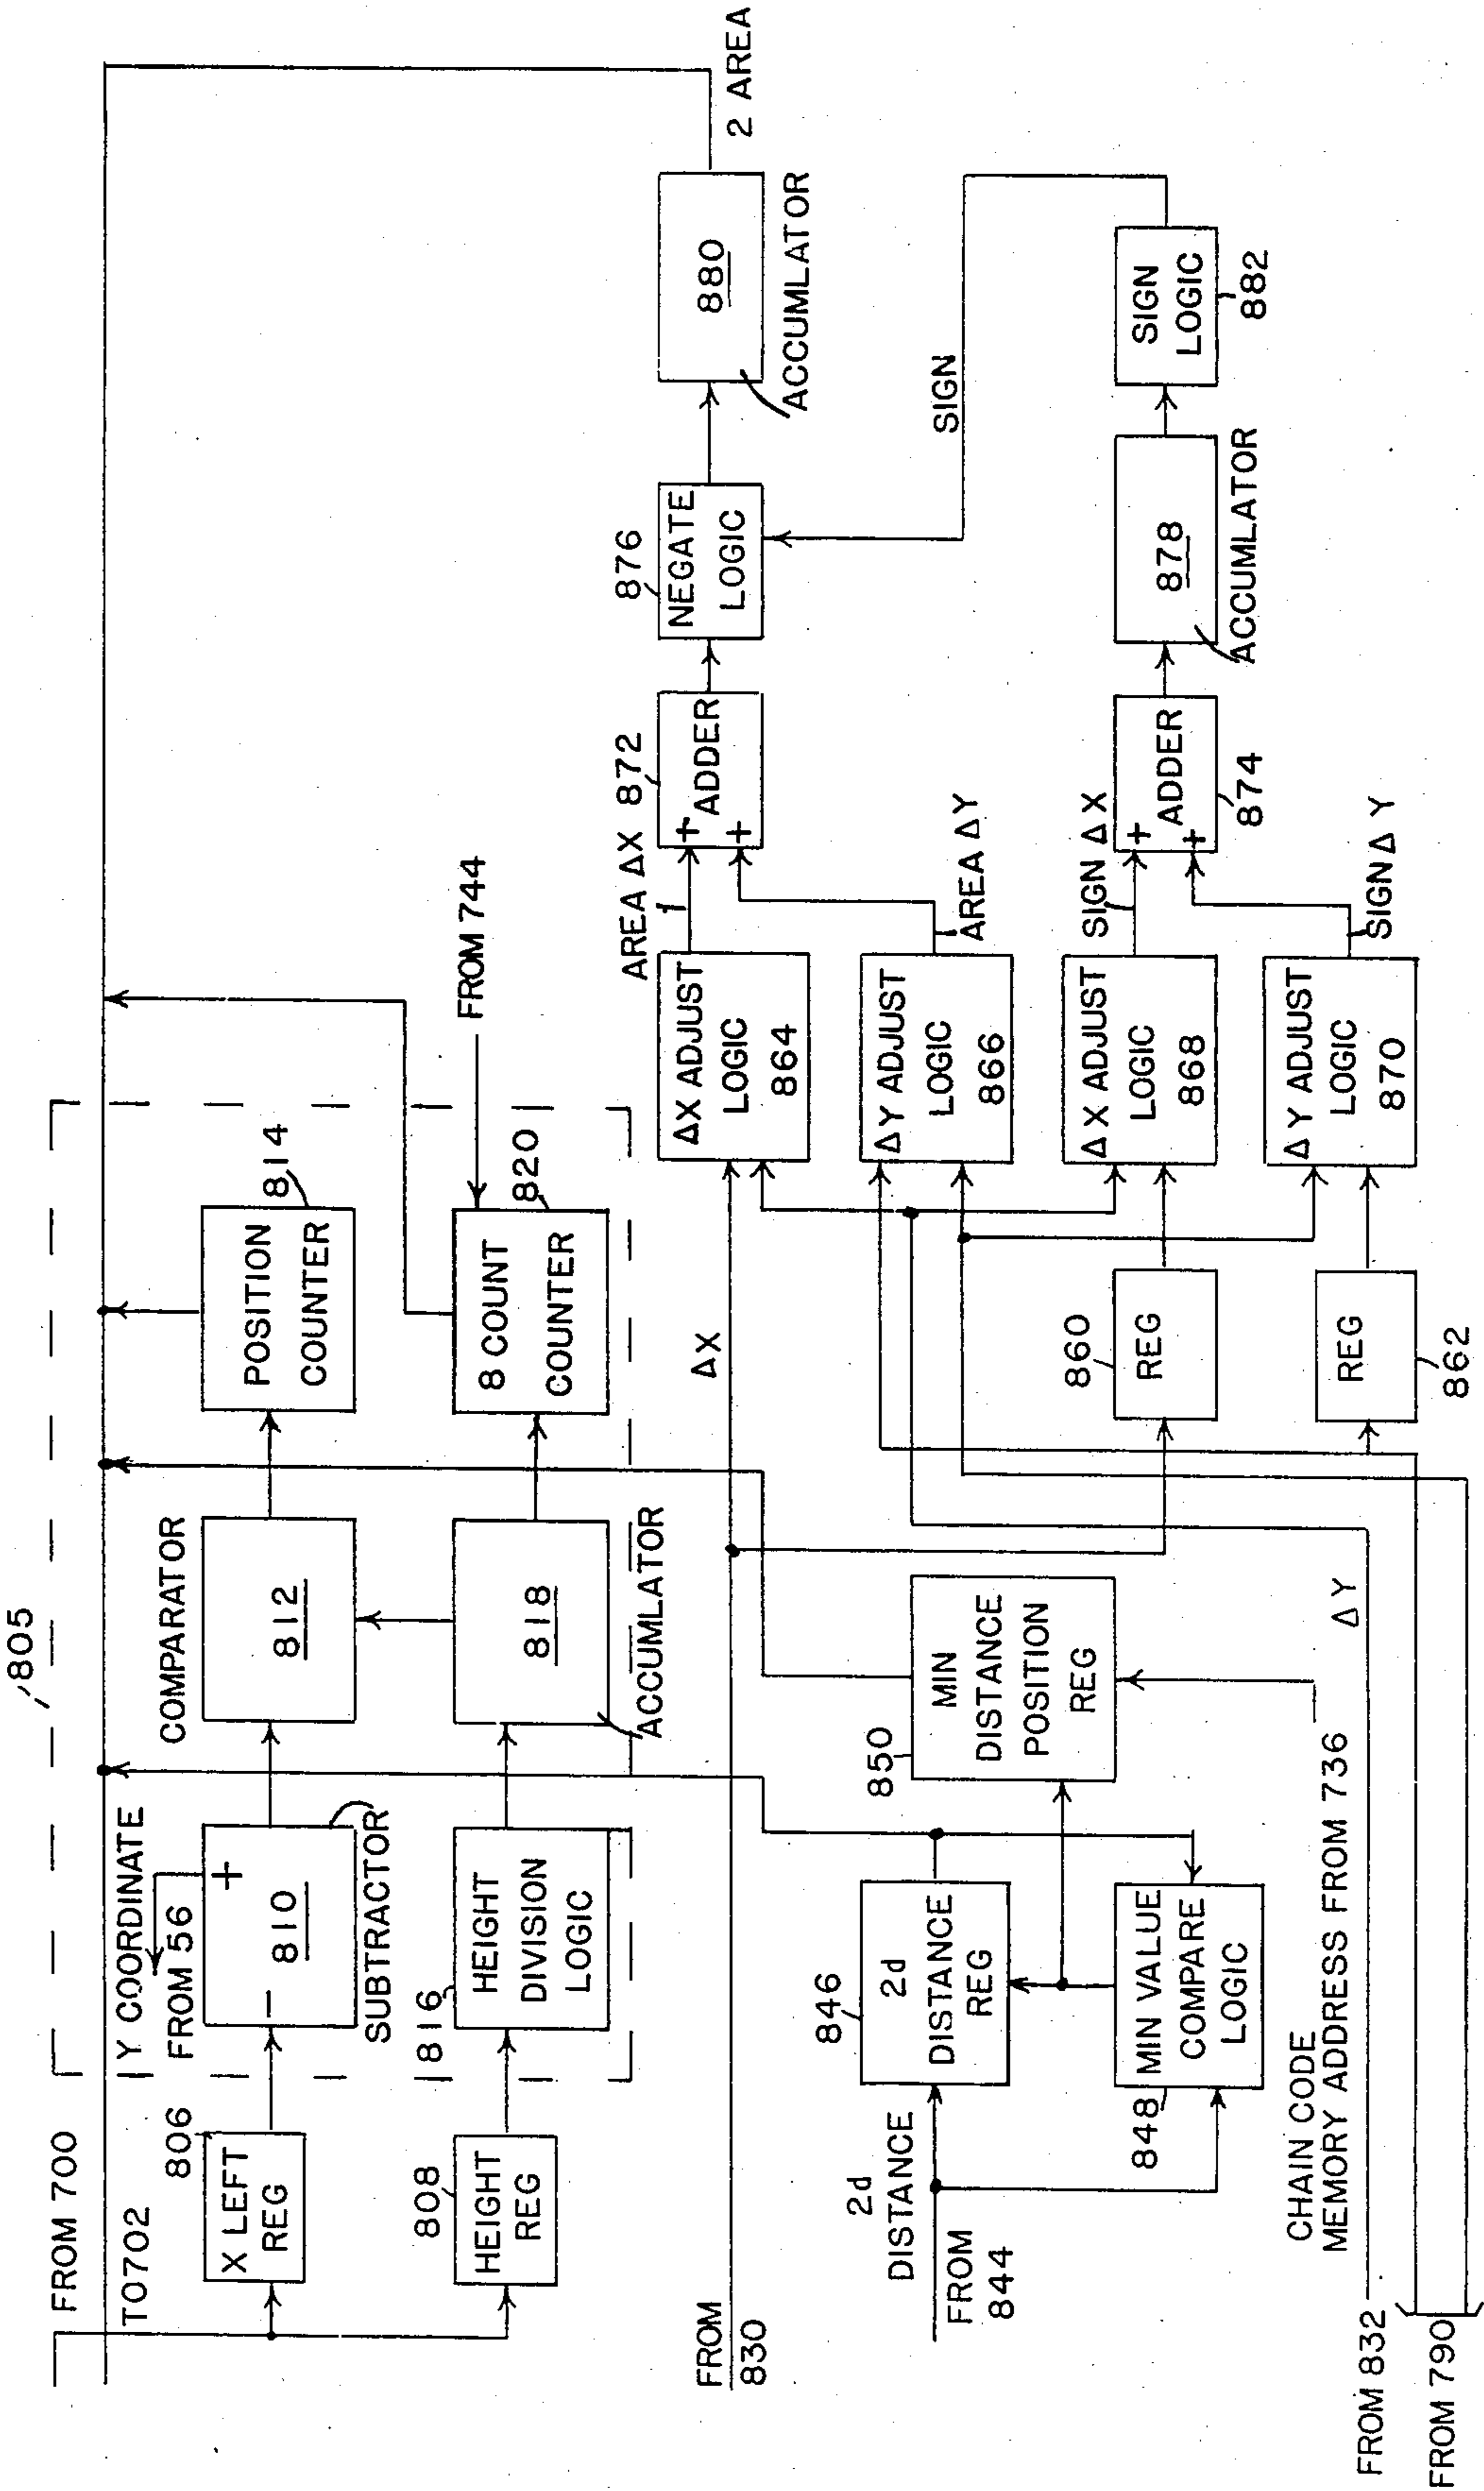 FROM 700
TO702
805
806
X LEFT
REG
808
HEIGHT
REG
Y COORDINATE
FROM 56
+
810
−
SUBTRACTOR
816
HEIGHT
DIVISION
LOGIC
COMPARATOR
812
818
ACCUMLATOR
POSITION
COUNTER
814
8 COUNT
COUNTER
820
FROM 744
2 AREA
FROM
830
ΔX
2d
DISTANCE
FROM
844
846
2d
DISTANCE
REG
848
MIN VALUE
COMPARE
LOGIC
850
MIN
DISTANCE
POSITION
REG
CHAIN CODE
MEMORY ADDRESS FROM 736
ΔY
FROM 832
FROM 790
860
REG
REG
862
ΔX ADJUST
LOGIC
864
ΔY ADJUST
LOGIC
866
ΔX ADJUST
LOGIC
868
ΔY ADJUST
LOGIC
870
AREA ΔX
AREA ΔY
SIGN ΔX
SIGN ΔY
872
+
ADDER
+
+
ADDER
+
874
876
NEGATE
LOGIC
SIGN
878
ACCUMLATOR
880
ACCUMLATOR
SIGN
LOGIC
882